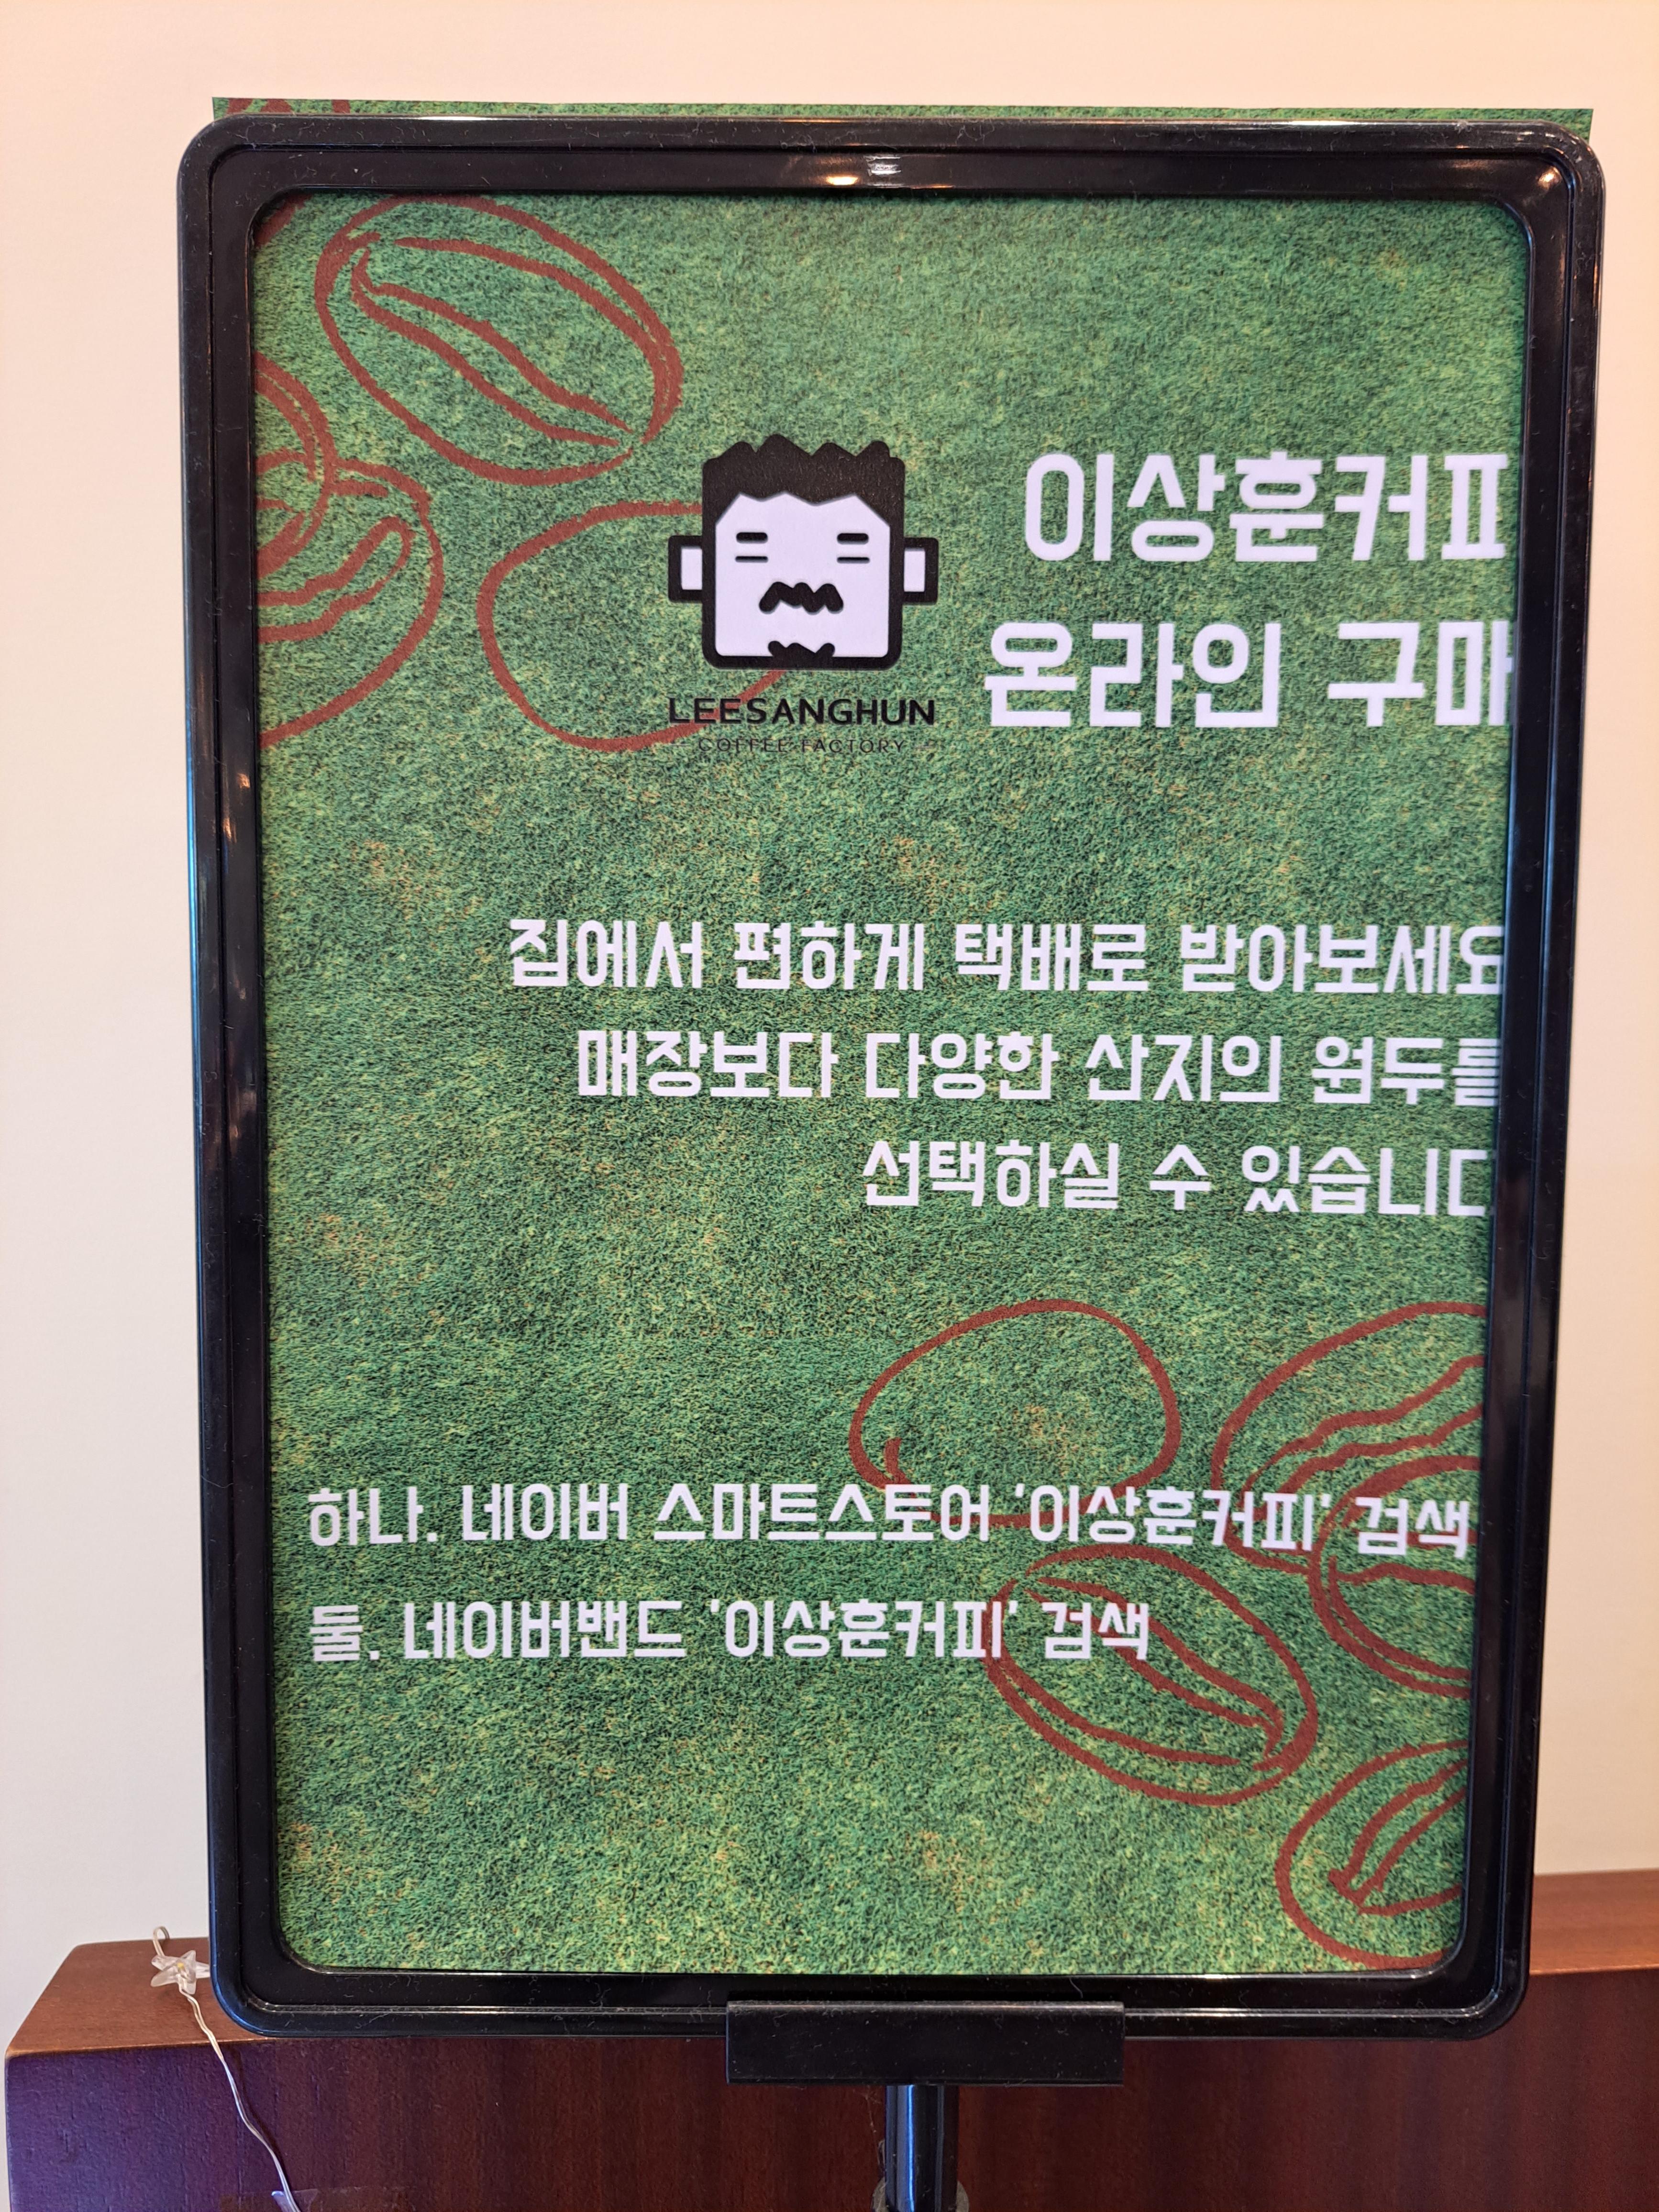 이상훈커피
온라인 구매
LEESANGHUN
COFFEE FACTORY
집에서 편하게 택배로 받아보세요
매장보다 다양한 산지의 원두를
선택하실 수 있습니다
하나. 네이버 스마트스토어 '이상훈커피' 검색
둘. 네이버밴드 '이상훈커피' 검색